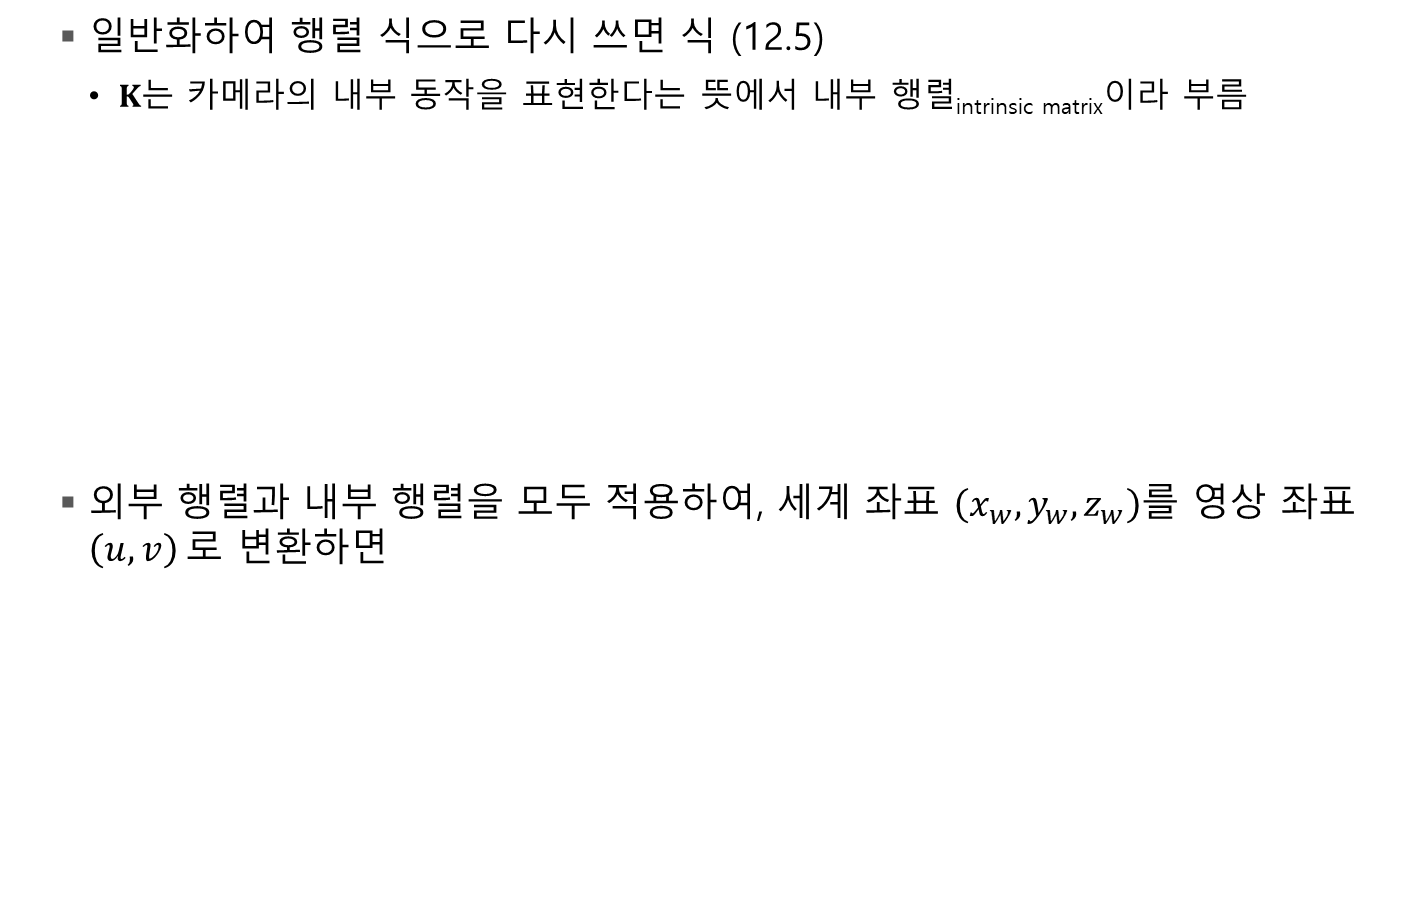 ▪ 일반화하여 행렬 식으로 다시 쓰면 식 (12.5)
• K는 카메라의 내부 동작을 표현한다는 뜻에서 내부 행렬intrinsic matrix이라 부름
▪ 외부 행렬과 내부 행렬을 모두 적용하여, 세계 좌표 (x_w, y_w, z_w)를 영상 좌표
(u, v) 로 변환하면